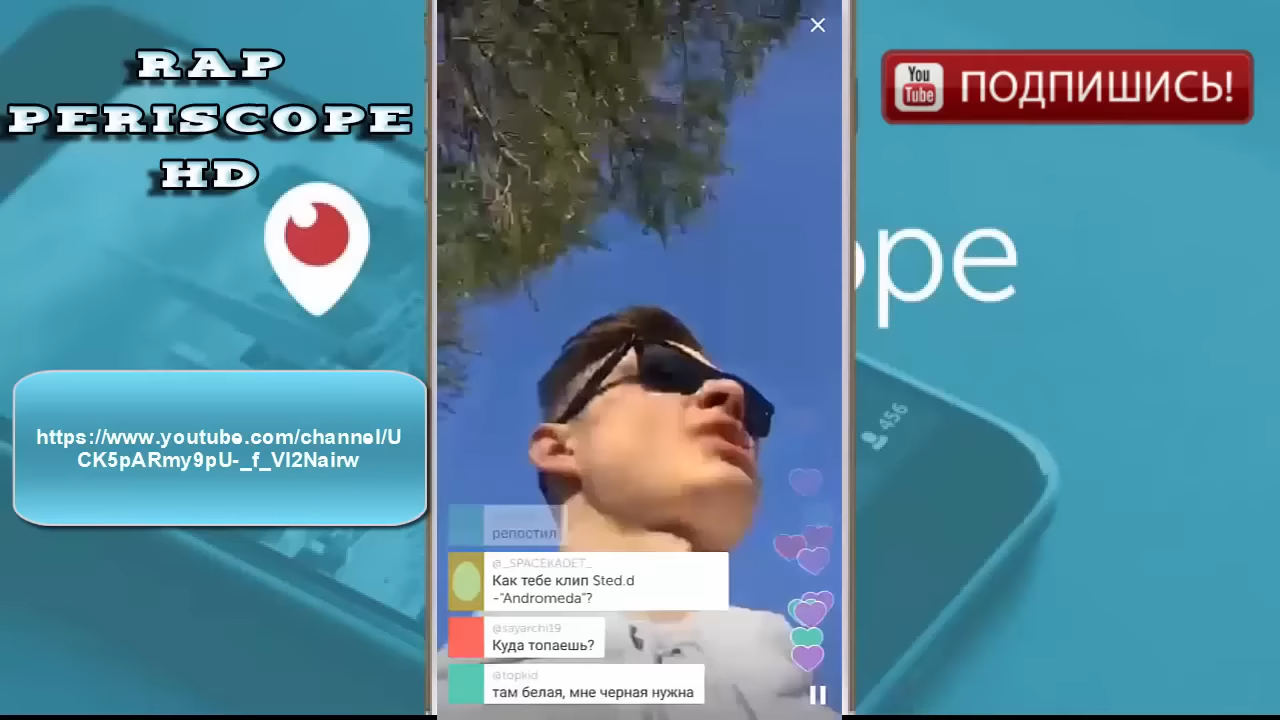 RAP
PERISCOPE
HD
https://www.youtube.com/channel/U
CK5pARmy9pU-_f_Vl2Nairw
You
Tube
ПОДПИШИСЬ!
ope
456
репостил
@_SPACEKADET_
Как тебе клип Sted.d
-"Andromeda"?
@sayarchi19
Куда топаешь?
@topkid
там белая, мне черная нужна